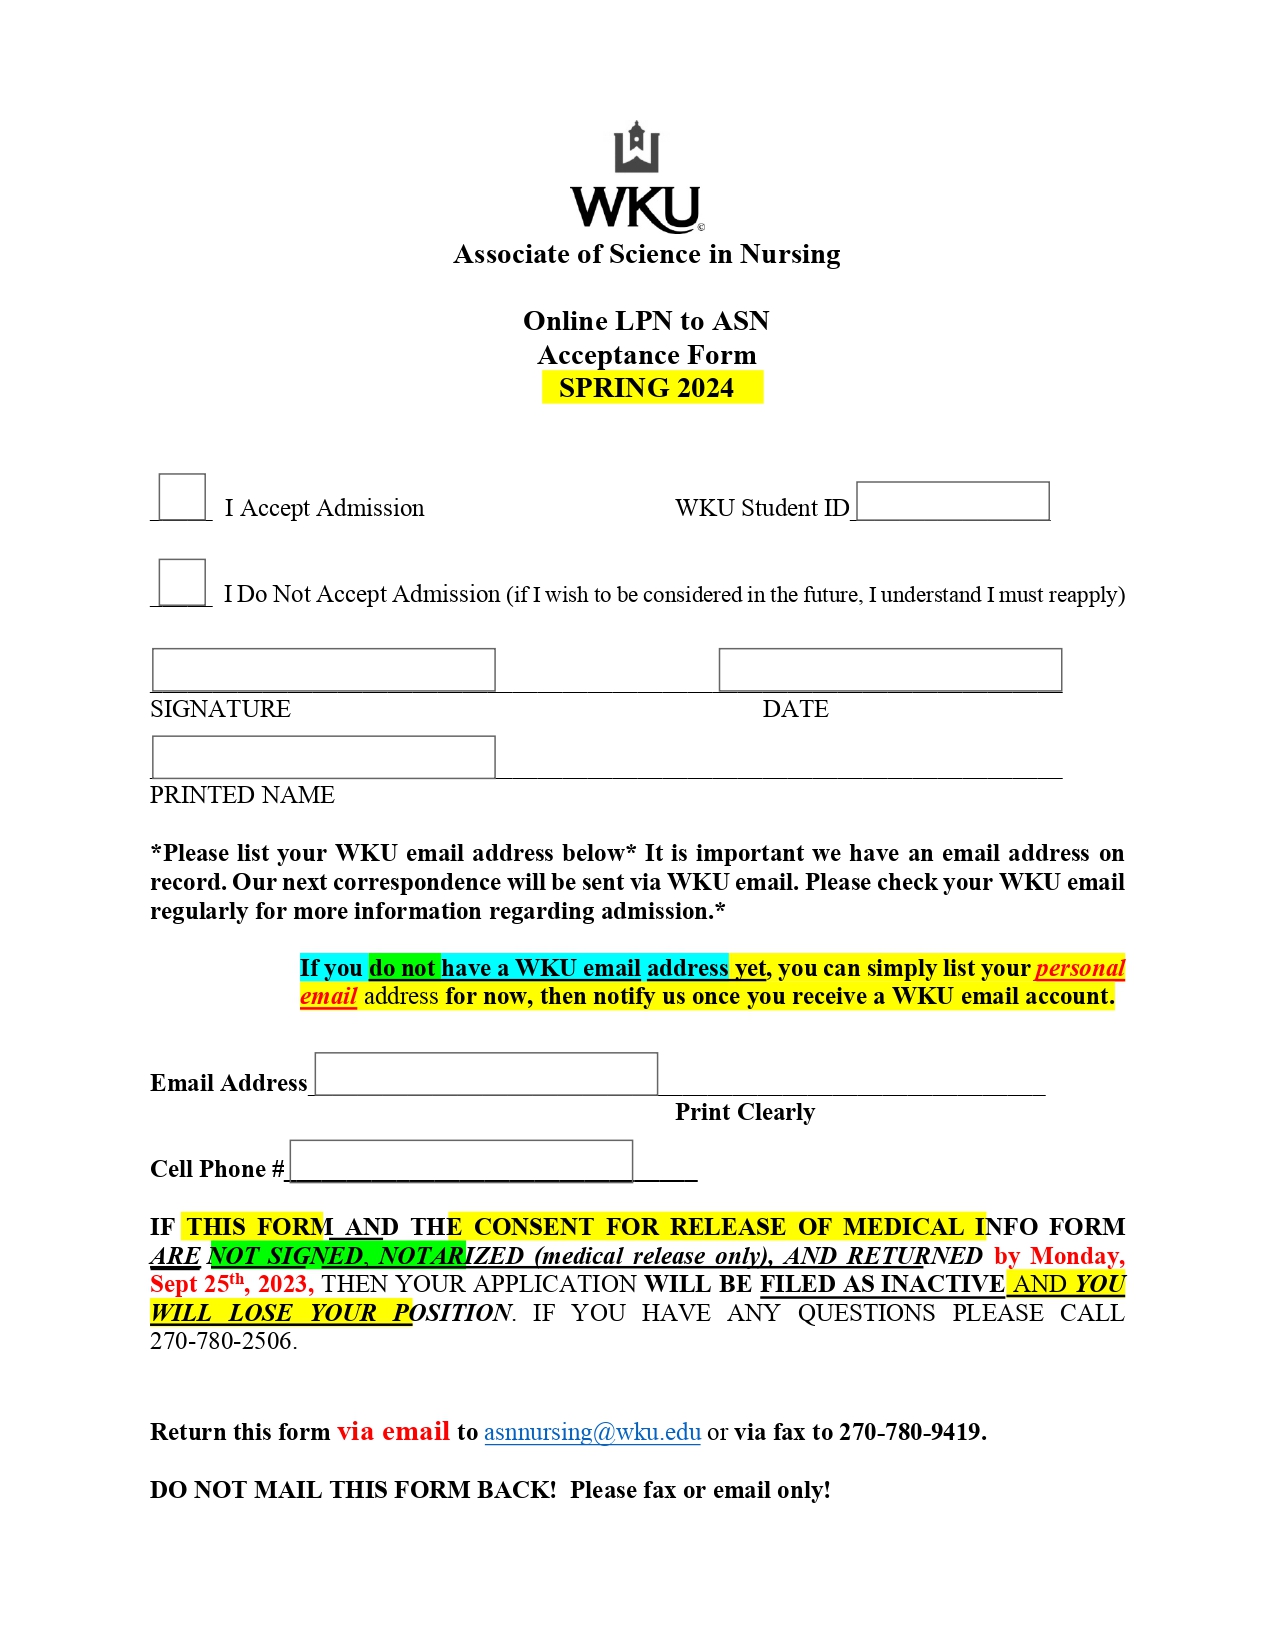 WKU©
Associate of Science in Nursing
Online LPN to ASN
Acceptance Form
SPRING 2024
I Accept Admission WKU Student ID
I Do Not Accept Admission (if I wish to be considered in the future, I understand I must reapply)
SIGNATURE DATE
PRINTED NAME
*Please list your WKU email address below* It is important we have an email address on
record. Our next correspondence will be sent via WKU email. Please check your WKU email
regularly for more information regarding admission.*
If you do not have a WKU email address yet, you can simply list your personal
email address for now, then notify us once you receive a WKU email account.
Email Address
Print Clearly
Cell Phone #
IF THIS FORM AND THE CONSENT FOR RELEASE OF MEDICAL INFO FORM
ARE NOT SIGNED, NOTARIZED (medical release only), AND RETURNED by Monday,
Sept 25th, 2023, THEN YOUR APPLICATION WILL BE FILED AS INACTIVE AND YOU
WILL LOSE YOUR POSITION. IF YOU HAVE ANY QUESTIONS PLEASE CALL
270-780-2506.
Return this form via email to asnnursing@wku.edu or via fax to 270-780-9419.
DO NOT MAIL THIS FORM BACK! Please fax or email only!